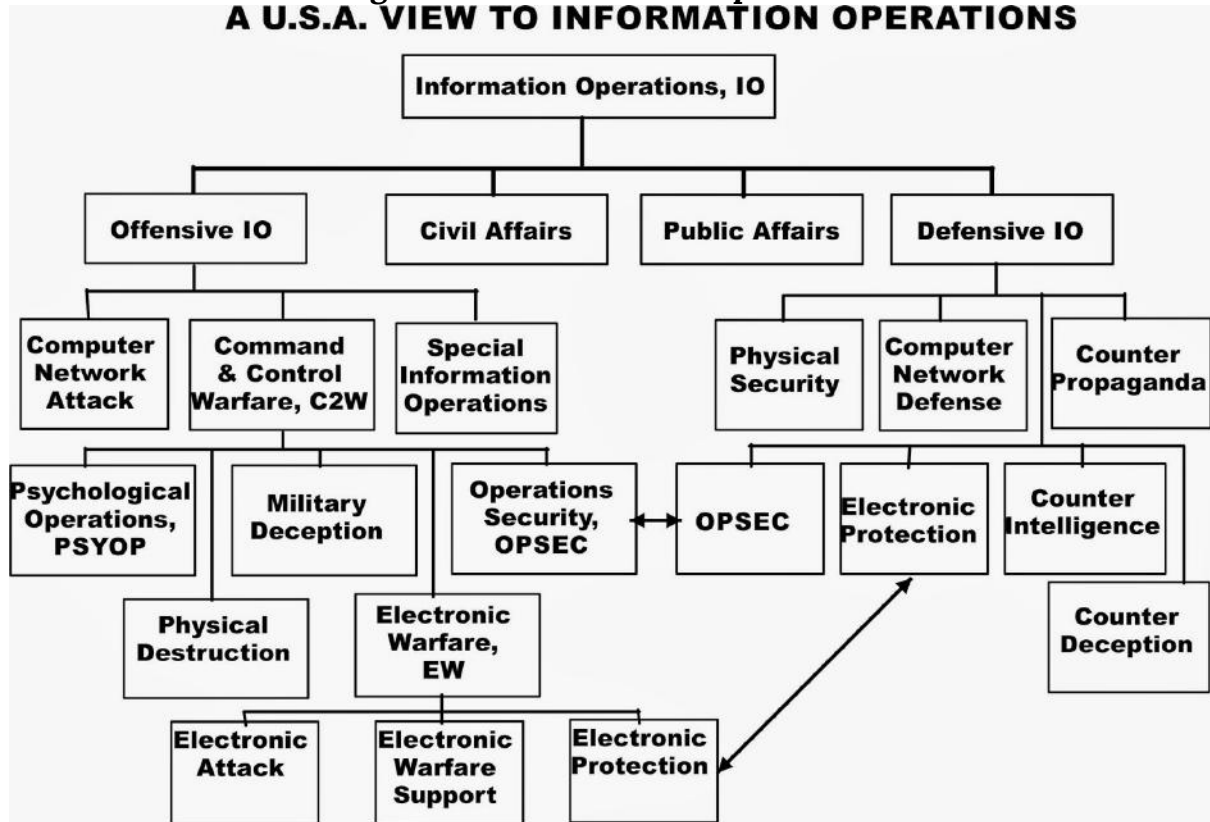 A U.S.A. VIEW TO INFORMATION OPERATIONS
Information Operations, IO
Offensive IO
Civil Affairs
Public Affairs
Defensive IO
Computer
Network
Attack
Command
& Control
Warfare, C2W
Special
Information
Operations
Physical
Security
Computer
Network
Defense
Counter
Propaganda
Psychological
Operations,
PSYOP
Military
Deception
Operations
Security,
OPSEC
OPSEC
Electronic
Protection
Counter
Intelligence
Physical
Destruction
Electronic
Warfare,
EW
Counter
Deception
Electronic
Attack
Electronic
Warfare
Support
Electronic
Protection